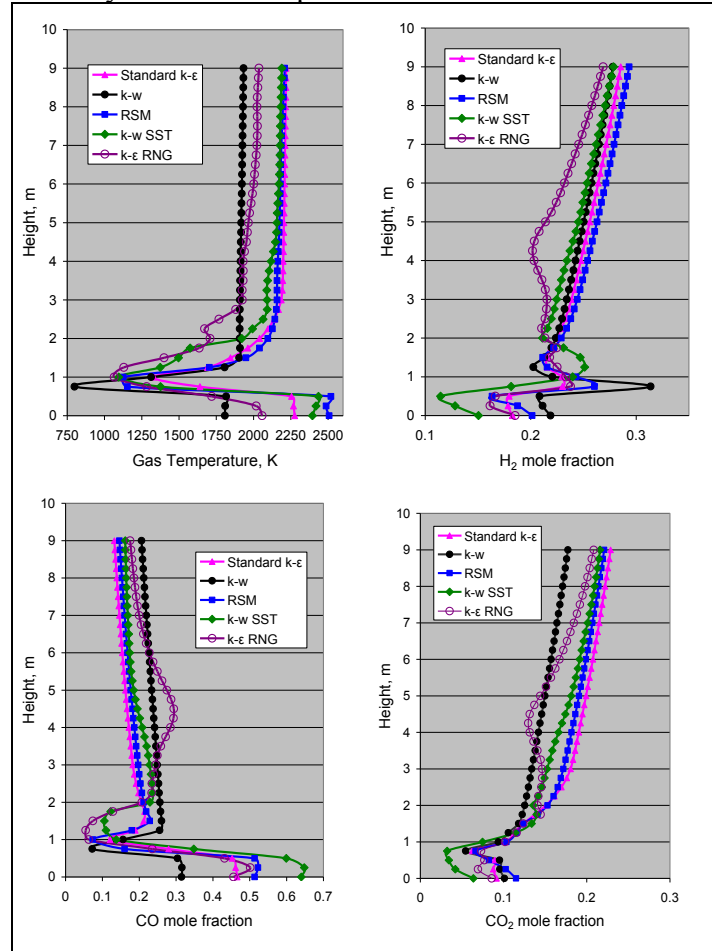 10
9
8
7
6
5
4
3
2
1
0
Height, m
750 1000 1250 1500 1750 2000 2250 2500
Gas Temperature, K
Standard k-ε
k-w
RSM
k-w SST
k-ε RNG
10
9
8
7
6
5
4
3
2
1
0
Height, m
0.1 0.2 0.3
H2 mole fraction
Standard k-ε
k-w
RSM
k-w SST
k-ε RNG
10
9
8
7
6
5
4
3
2
1
0
Height, m
0 0.1 0.2 0.3 0.4 0.5 0.6 0.7
CO mole fraction
Standard k-ε
k-w
RSM
k-w SST
k-ε RNG
10
9
8
7
6
5
4
3
2
1
0
Height, m
0 0.1 0.2 0.3
CO2 mole fraction
Standard k-ε
k-w
RSM
k-w SST
k-ε RNG